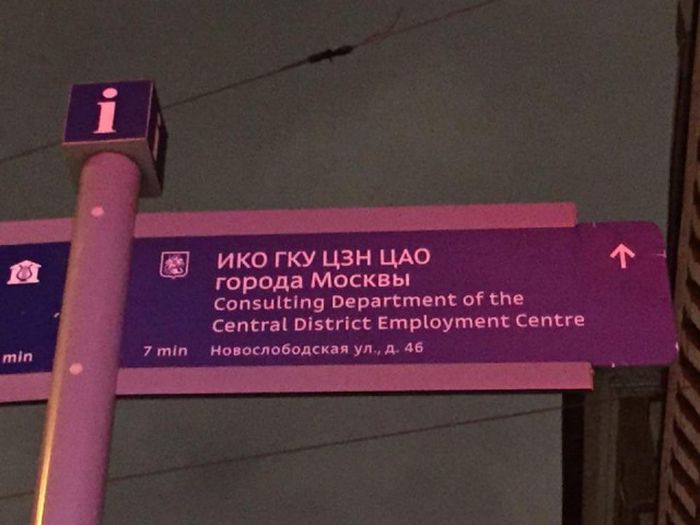 i
ИКО ГКУ ЦЗН ЦАО
города Москвы
Consulting Department of the
Central District Employment Centre
min
7 min Новослободская ул., д. 46